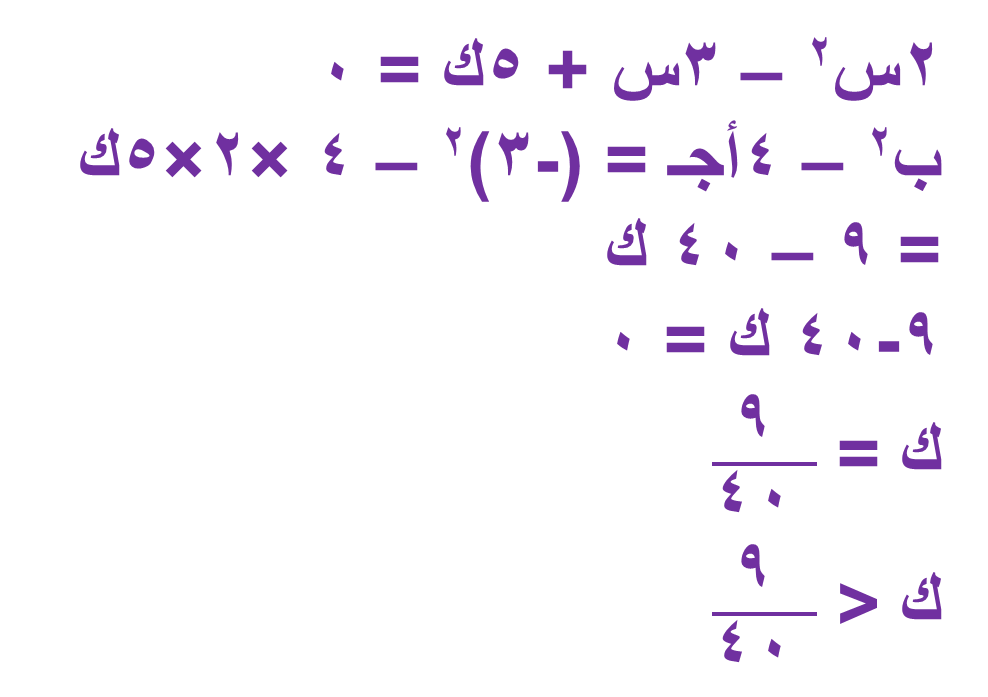 ٢س٢ – ٣س + ٥ك = ٠
ب٢ – ٤أجـ = (-٣)٢ – ٤ ×٢×٥ك
= ٩ – ٤٠ ك
٩-٤٠ ك = ٠
ك = ٩/٤٠
ك < ٩/٤٠